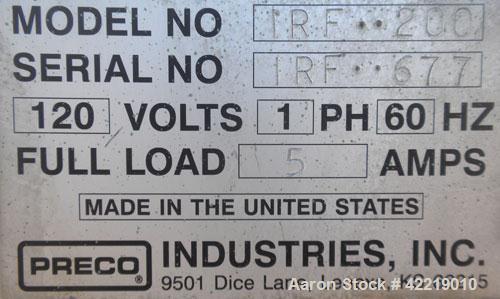 MODEL NO IRF··200
SERIAL NO IRF··677
120 VOLTS 1 PH 60 HZ
FULL LOAD 5 AMPS
MADE IN THE UNITED STATES
PRECO® INDUSTRIES, INC.
9501 Dice Lane
Aaron Stock # 42219010